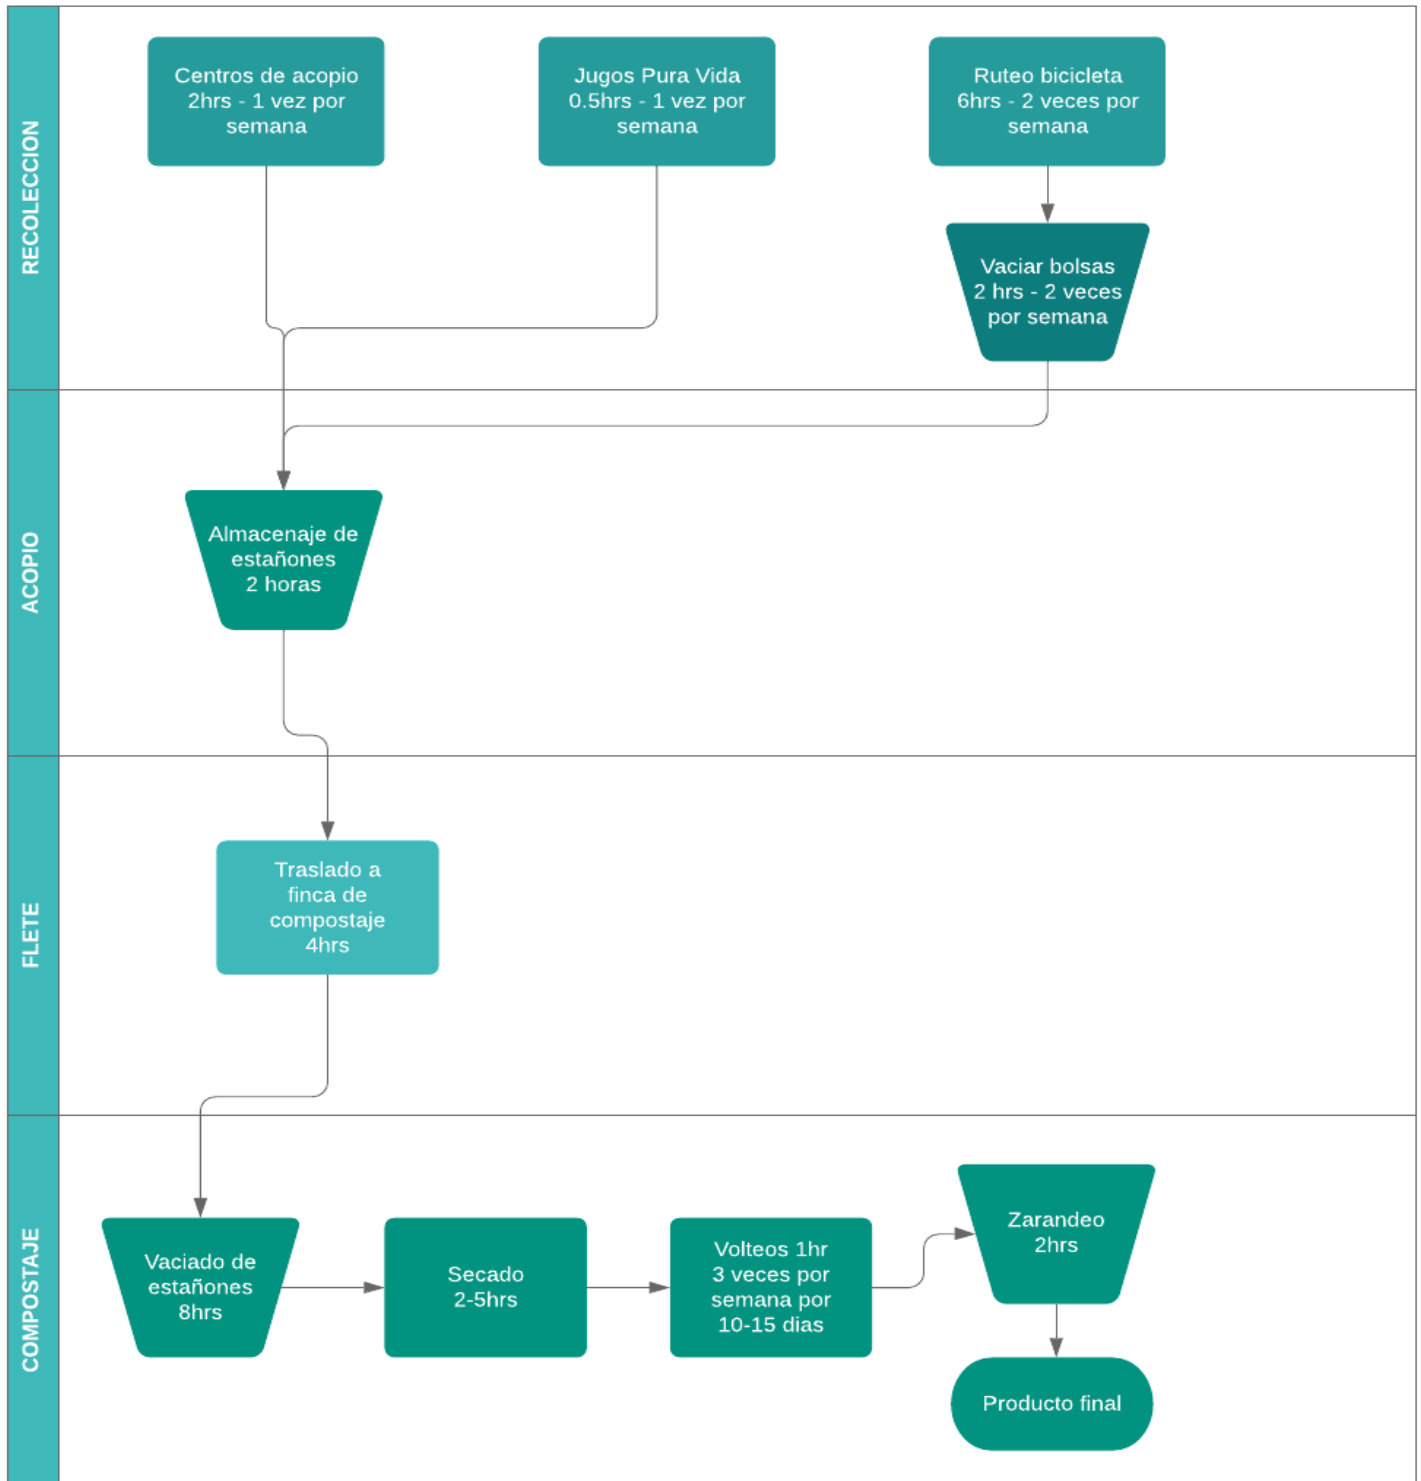 RECOLECCION
Centros de acopio
2hrs - 1 vez por
semana
Jugos Pura Vida
0.5hrs - 1 vez por
semana
Ruteo bicicleta
6hrs - 2 veces por
semana
Vaciar bolsas
2 hrs - 2 veces
por semana
ACOPIO
Almacenaje de
estañones
2 horas
FLETE
Traslado a
finca de
compostaje
4hrs
COMPOSTAJE
Vaciado de
estañones
8hrs
Secado
2-5hrs
Volteos 1hr
3 veces por
semana por
10-15 dias
Zarandeo
2hrs
Producto final